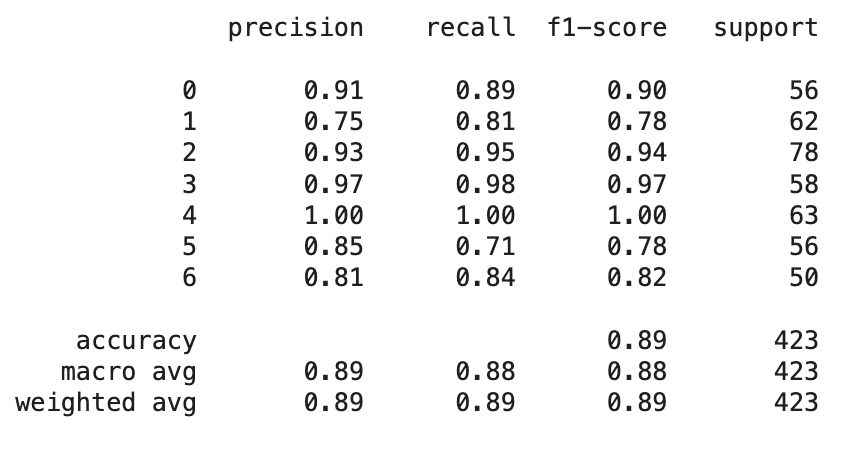 precision recall f1-score support
0 0.91 0.89 0.90 56
1 0.75 0.81 0.78 62
2 0.93 0.95 0.94 78
3 0.97 0.98 0.97 58
4 1.00 1.00 1.00 63
5 0.85 0.71 0.78 56
6 0.81 0.84 0.82 50
accuracy 0.89 423
macro avg 0.89 0.88 0.88 423
weighted avg 0.89 0.89 0.89 423